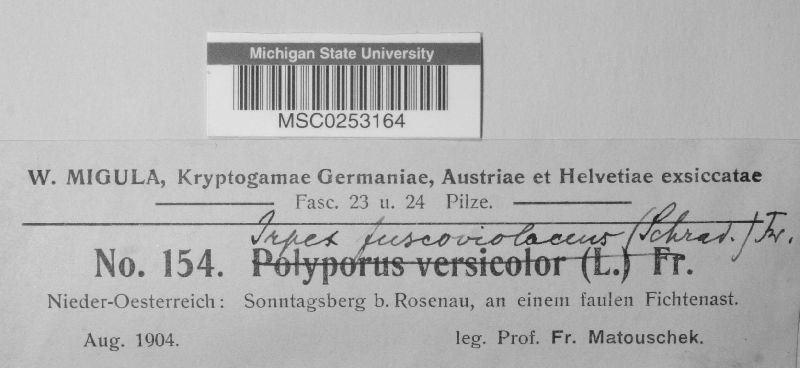 Michigan State University
MSC0253164
W. MIGULA, Kryptogamae Germaniae, Austriae et Helvetiae exsiccatae
Fasc. 23 u. 24 Pilze.
Irpex fuscoviolaceus (Schrad.) Fr.
No. 154. Polyporus versicolor (L.) Fr.
Nieder-Oesterreich: Sonntagsberg b. Rosenau, an einem faulen Fichtenast.
Aug. 1904. leg. Prof. Fr. Matouschek.